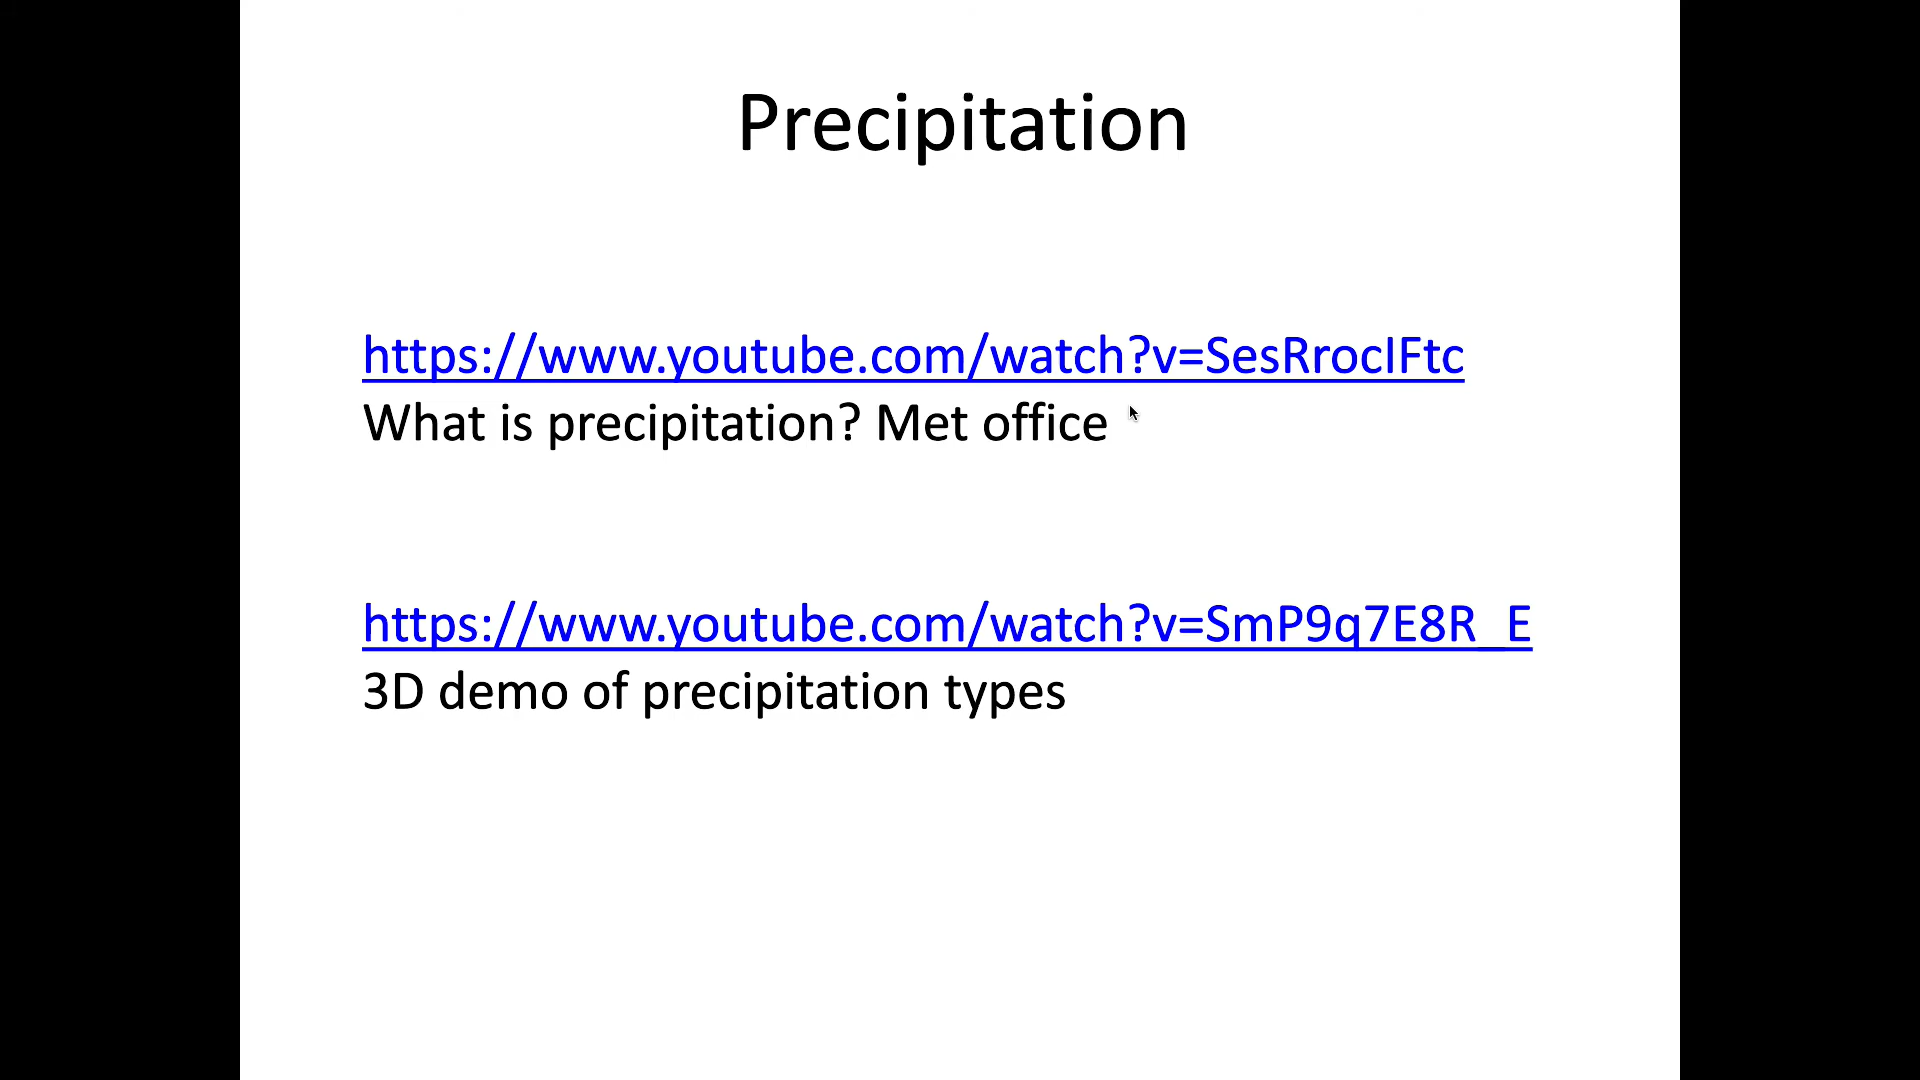 Precipitation
https://www.youtube.com/watch?v=SesRrocIFtc
What is precipitation? Met office
https://www.youtube.com/watch?v=SmP9q7E8R_E
3D demo of precipitation types